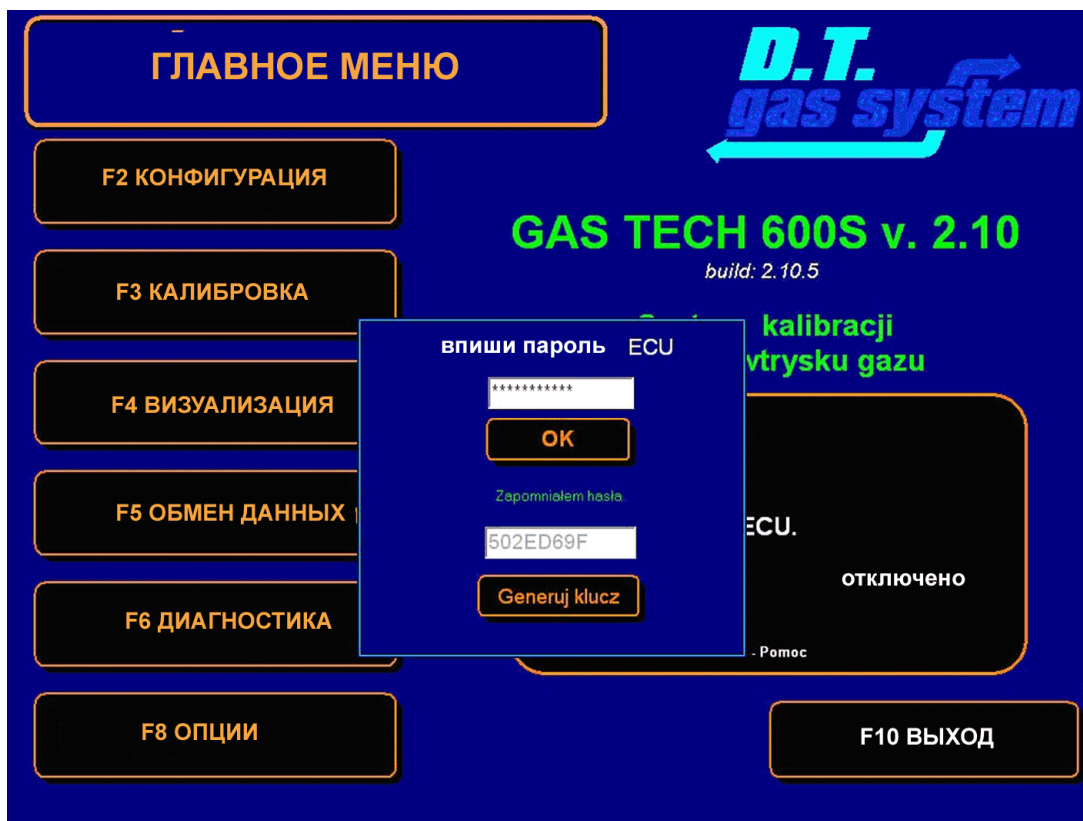 ГЛАВНОЕ МЕНЮ
D.T.
gas system
F2 КОНФИГУРАЦИЯ
GAS TECH 600S v. 2.10
build: 2.10.5
F3 КАЛИБРОВКА
kalibracji
впиши пароль ECU
vtrysku gazu
***********
F4 ВИЗУАЛИЗАЦИЯ
OK
Zapomniałem hasła.
F5 ОБМЕН ДАННЫХ
ECU.
502ED69F
отключено
Generuj klucz
F6 ДИАГНОСТИКА
- Pomoc
F8 ОПЦИИ
F10 ВЫХОД